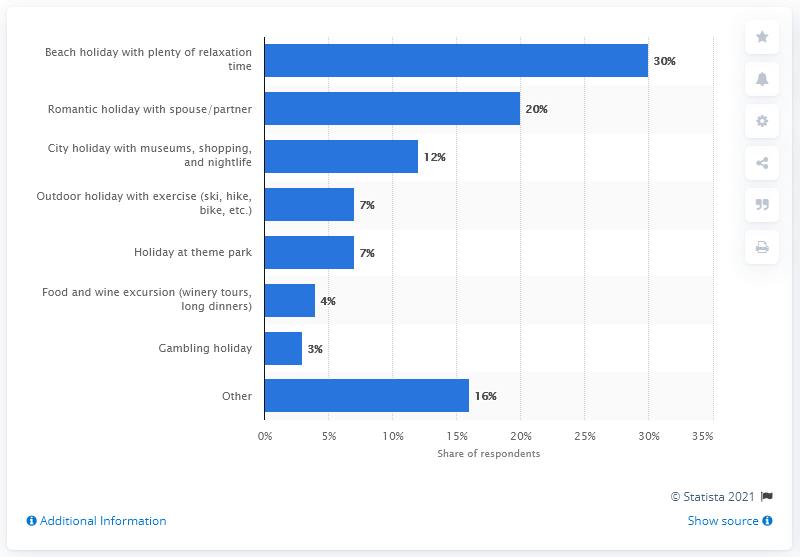 Beach holiday with plenty of relaxation
time
30%
Romantic holiday with spouse/partner
20%
City holiday with museums, shopping,
and nightlife
12%
Outdoor holiday with exercise (ski, hike,
bike, etc.)
7%
Holiday at theme park
7%
Food and wine excursion (winery tours,
long dinners)
4%
Gambling holiday
3%
Other
16%
0% 5% 10% 15% 20% 25% 30% 35%
Share of respondents
© Statista 2021
Additional Information
Show source